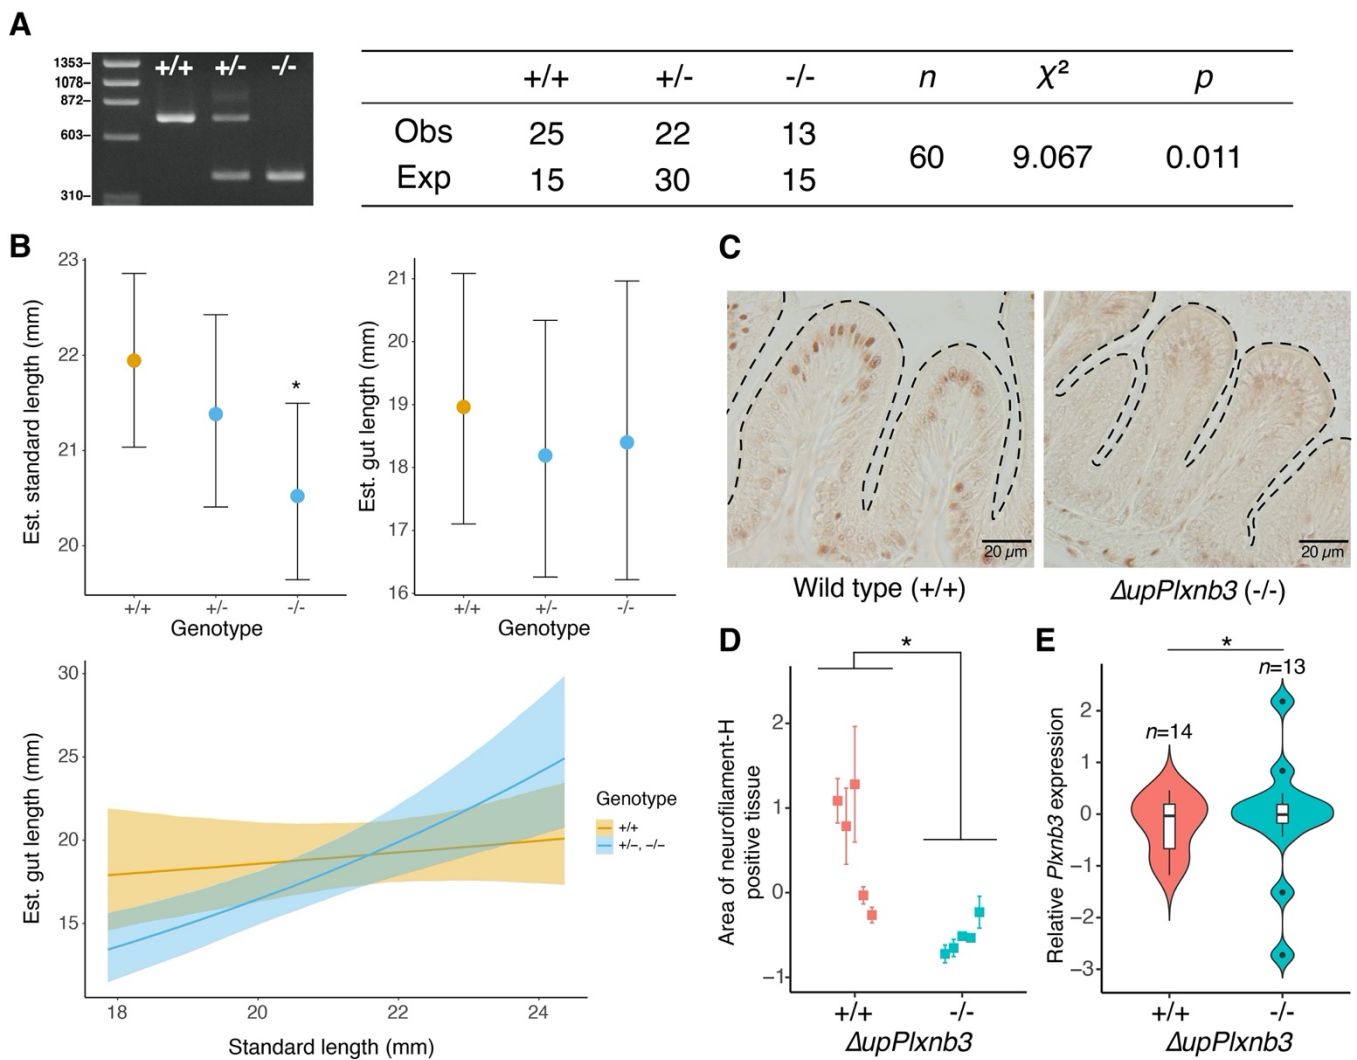 A
1353–
1078–
872–
603–
310–
+/+ +/- -/-
+/+ +/- -/- n χ² p
Obs 25 22 13
60 9.067 0.011
Exp 15 30 15
B
Est. standard length (mm)
23
22
21
20
+/+ +/- -/-
Genotype
*
Est. gut length (mm)
21
20
19
18
17
16
+/+ +/- -/-
Genotype
Est. gut length (mm)
30
25
20
15
18 20 22 24
Standard length (mm)
Genotype
+/+
+/−, −/−
C
20 µm
20 µm
Wild type (+/+)
ΔupPlxnb3 (-/-)
D
*
Area of neurofilament-H
positive tissue
2
1
0
−1
+/+ -/-
ΔupPlxnb3
E
*
n=13
n=14
Relative Plxnb3 expression
2
1
0
−1
−2
−3
+/+ -/-
ΔupPlxnb3